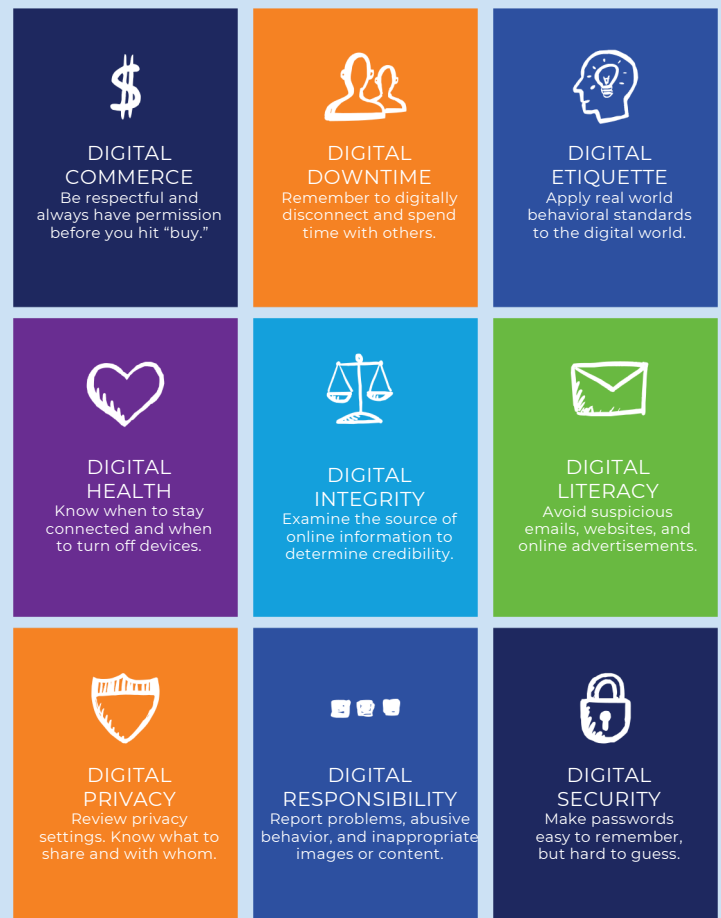 $
DIGITAL
COMMERCE
Be respectful and
always have permission
before you hit “buy.”
DIGITAL
DOWNTIME
Remember to digitally
disconnect and spend
time with others.
DIGITAL
ETIQUETTE
Apply real world
behavioral standards
to the digital world.
DIGITAL
HEALTH
Know when to stay
connected and when
to turn off devices.
DIGITAL
INTEGRITY
Examine the source of
online information to
determine credibility.
DIGITAL
LITERACY
Avoid suspicious
emails, websites, and
online advertisements.
DIGITAL
PRIVACY
Review privacy
settings. Know what to
share and with whom.
DIGITAL
RESPONSIBILITY
Report problems, abusive
behavior, and inappropriate
images or content.
DIGITAL
SECURITY
Make passwords
easy to remember,
but hard to guess.